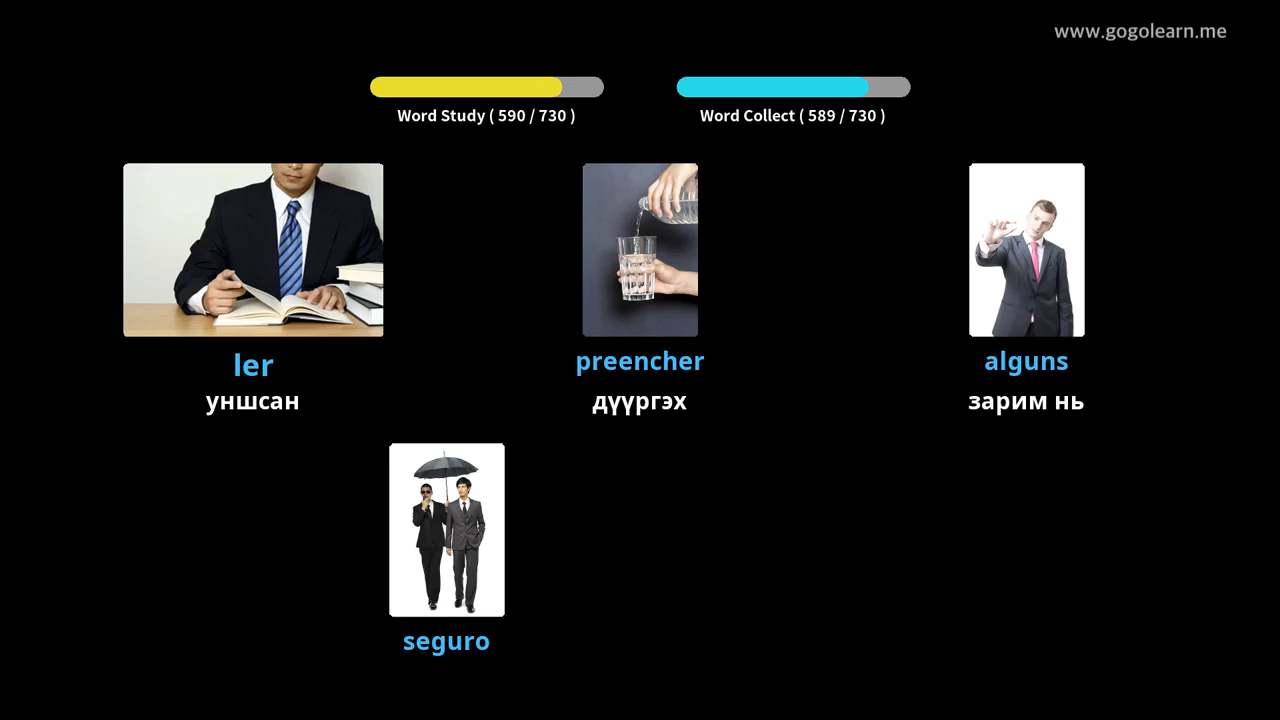 www.gogolearn.me
Word Study ( 590 / 730 )
Word Collect ( 589 / 730 )
ler
preencher
alguns
уншсан
дүүргэх
зарим нь
seguro